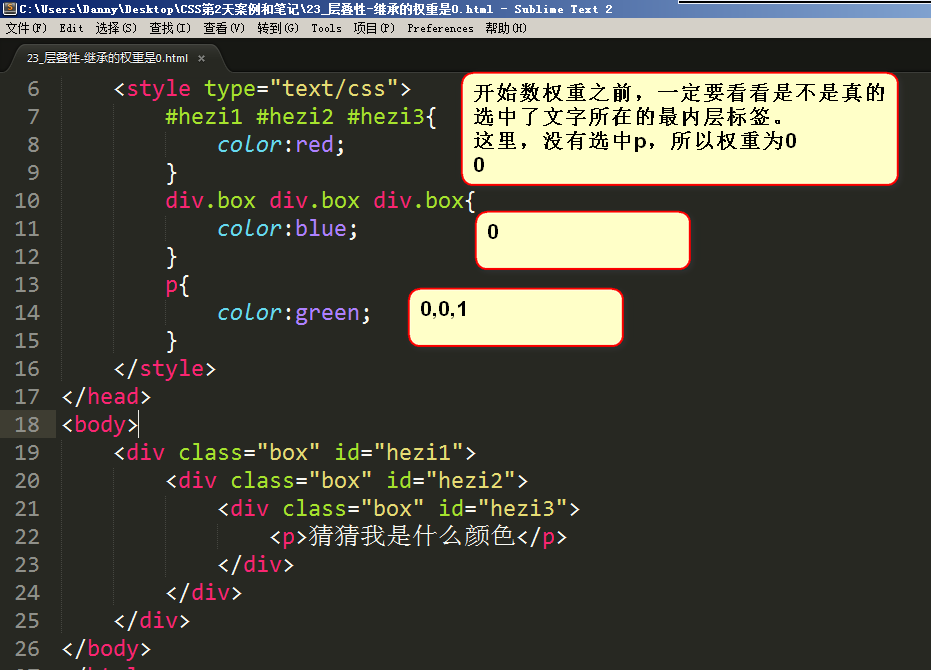 C:\Users\Danny\Desktop\CSS第2天案例和笔记\23_层叠性-继承的权重是0.html - Sublime Text 2
文件(F) Edit 选择(S) 查找(I) 查看(V) 转到(G) Tools 项目(P) Preferences 帮助(H)
23_层叠性-继承的权重是0.html ×
6 <style type="text/css">
7 #hezi1 #hezi2 #hezi3{
8 color:red;
9 }
10 div.box div.box div.box{
11 color:blue;
12 }
13 p{
14 color:green;
15 }
16 </style>
17 </head>
18 <body>
19 <div class="box" id="hezi1">
20 <div class="box" id="hezi2">
21 <div class="box" id="hezi3">
22 <p>猜猜我是什么颜色</p>
23 </div>
24 </div>
25 </div>
26 </body>
开始数权重之前，一定要看看是不是真的
选中了文字所在的最内层标签。
这里，没有选中p，所以权重为0
0
0
0,0,1